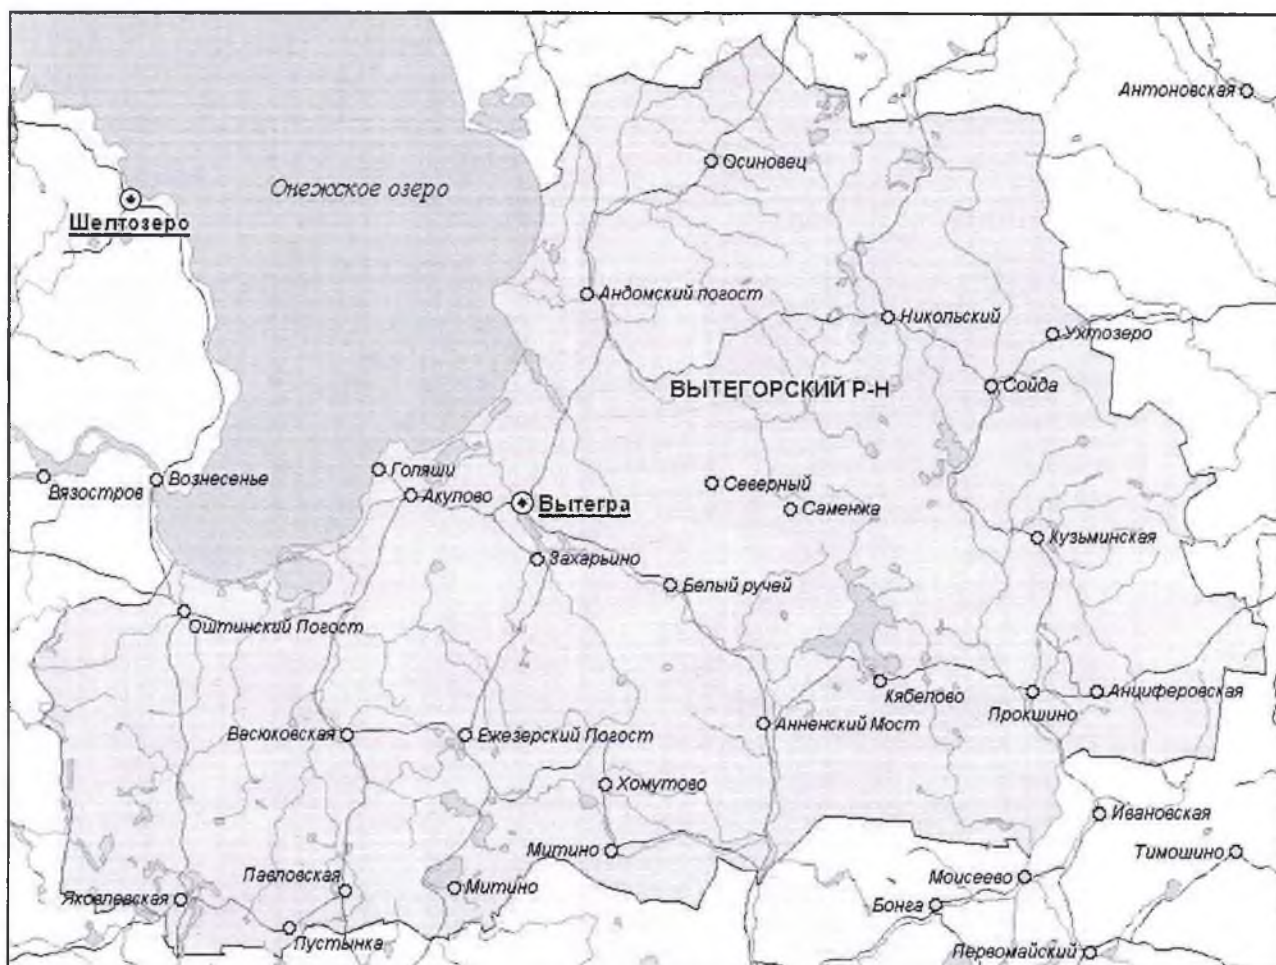 Антоновская
Осиновец
Онежское озеро
Шелтозеро
Андомский погост
Никольский
Ухтозеро
ВЫТЕГОРСКИЙ Р-Н
Сойда
Голяши
Вязостров
Вознесенье
Акулово
Вытегра
Северный
Саменжа
Кузьминская
Захарьино
Белый ручей
Оштинский Погост
Кябелово
Прокшино
Анциферовская
Анненский Мост
Васюковская
Ежезерский Погост
Хомутово
Ивановская
Митино
Тимошино
Павловская
Митино
Моисеево
Яковлевская
Бонга
Пустынка
Первомайский